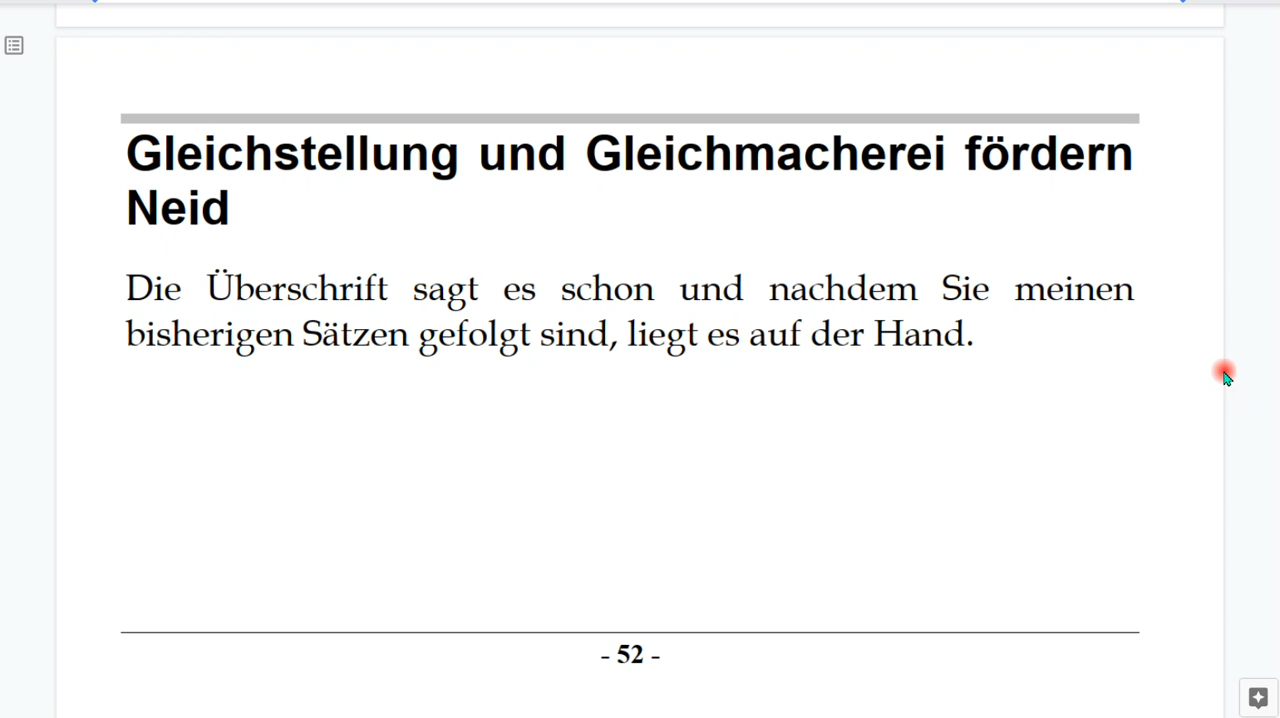 Gleichstellung und Gleichmacherei fördern
Neid
Die Überschrift sagt es schon und nachdem Sie meinen
bisherigen Sätzen gefolgt sind, liegt es auf der Hand.
- 52 -